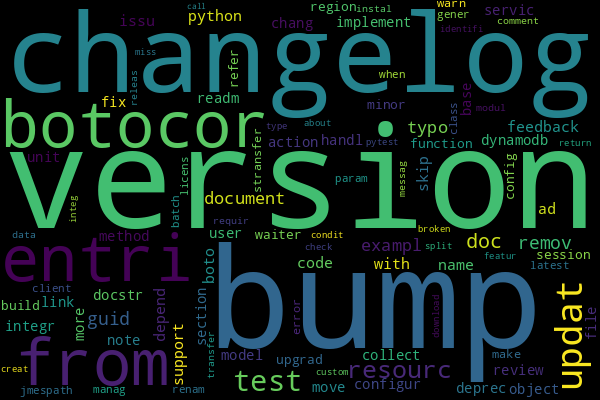 call
region instal
warn
gener servic
issu python chang implement
comment
identifi
changelog
miss
releas
refer
when
base
modul
fix readm minor
botocor
stransfer
type about
class
typo feedback
action handl function dynamodb
pytest return
unit
version
licens
skip
config
param
messag
integ
batch
document
ad
requir
data method user waiter condit broken
exampl doc remov
check split featur
entri
boto
code with name latest session
client
bump
build link docstr
section
error
collect
download
updat
file
integr more guid
depend
note
support
model upgrad make review
transfer
from
test resourc
custom
move configur deprec object
creat
jmespath manag renam